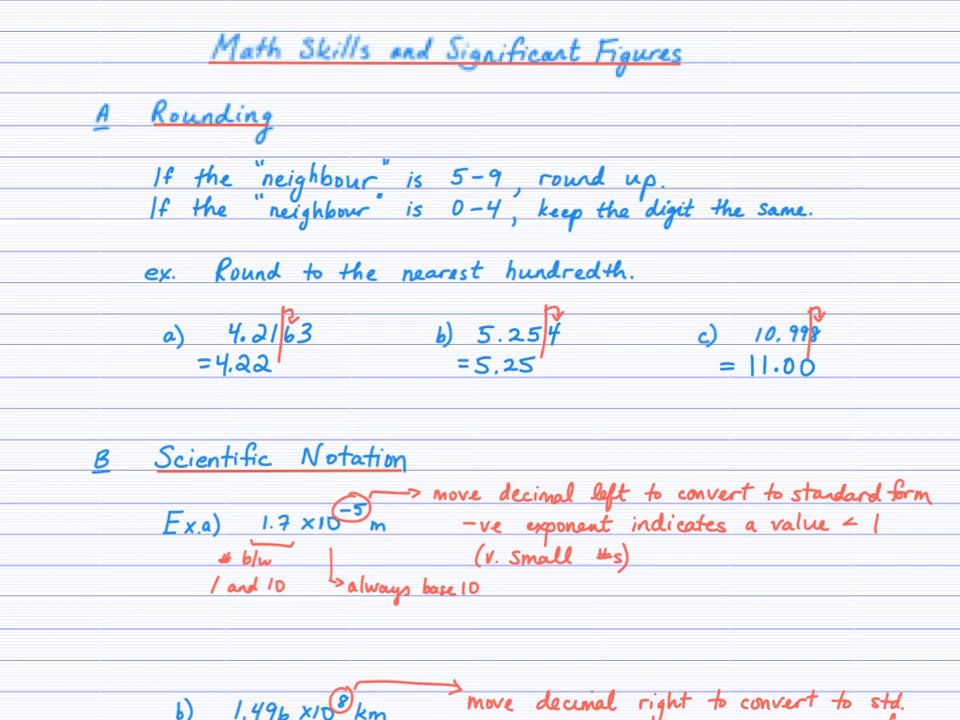 Math Skills and Significant Figures
A Rounding
If the "neighbour" is 5-9, round up.
If the "neighbour" is 0-4, keep the digit the same.
ex. Round to the nearest hundredth.
a) 4.2163 b) 5.254 c) 10.998
= 4.22 = 5.25 = 11.00
B Scientific Notation
move decimal left to convert to standard form
Ex.a) 1.7 ×10⁻⁵ m -ve exponent indicates a value < 1
# b/w (v. small #s)
1 and 10 always base 10
b) 1.496 ×10⁸ km move decimal right to convert to std.